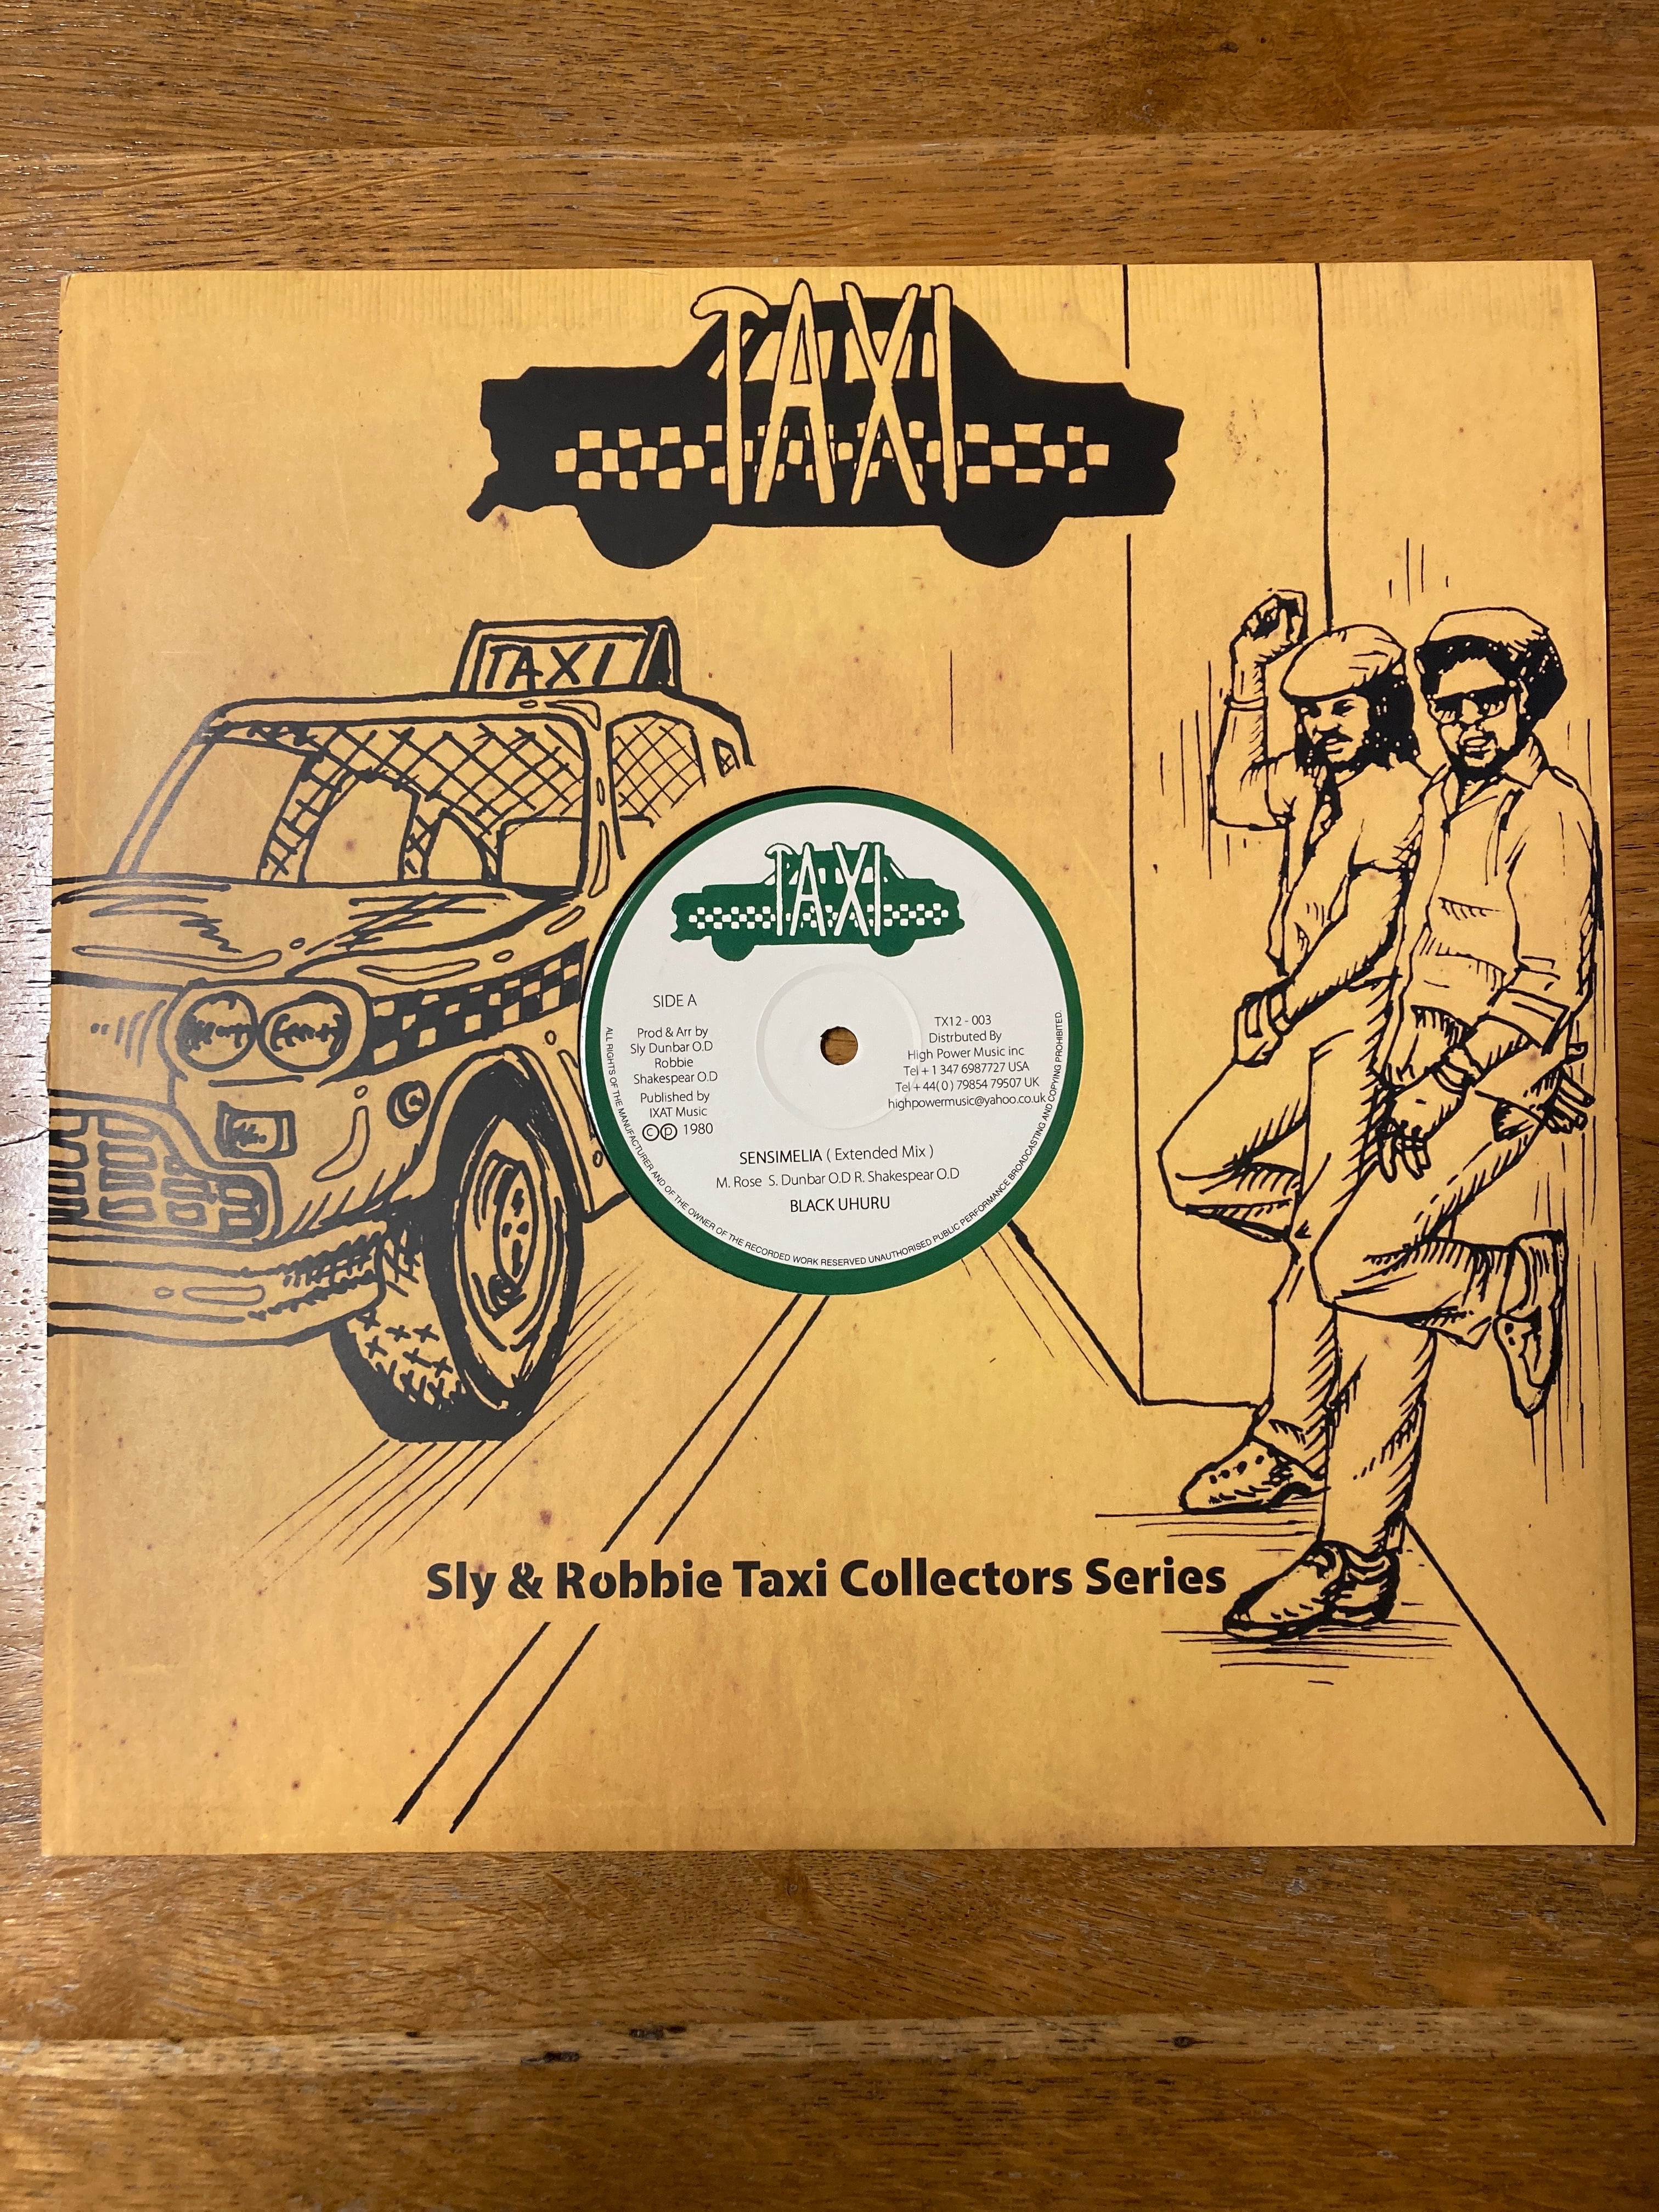 TAXI
TAXI
TAXI
SIDE A
Prod & Arr by
Sly Dunbar O.D
Robbie
Shakespear O.D
Published by
IXAT Music
©℗ 1980
TX12 - 003
Distrbuted By
High Power Music inc
Tel + 1 347 6987727 USA
Tel + 44( 0 ) 79854 79507 UK
highpowermusic@yahoo.co.uk
SENSIMELIA ( Extended Mix )
M. Rose S. Dunbar O.D R. Shakespear O.D
BLACK UHURU
ALL RIGHTS OF THE MANUFACTURER AND OF THE OWNER OF THE RECORDED WORK RESERVED UNAUTHORISED PUBLIC PERFORMANCE BROADCASTING AND COPYING PROHIBITED.
Sly & Robbie Taxi Collectors Series